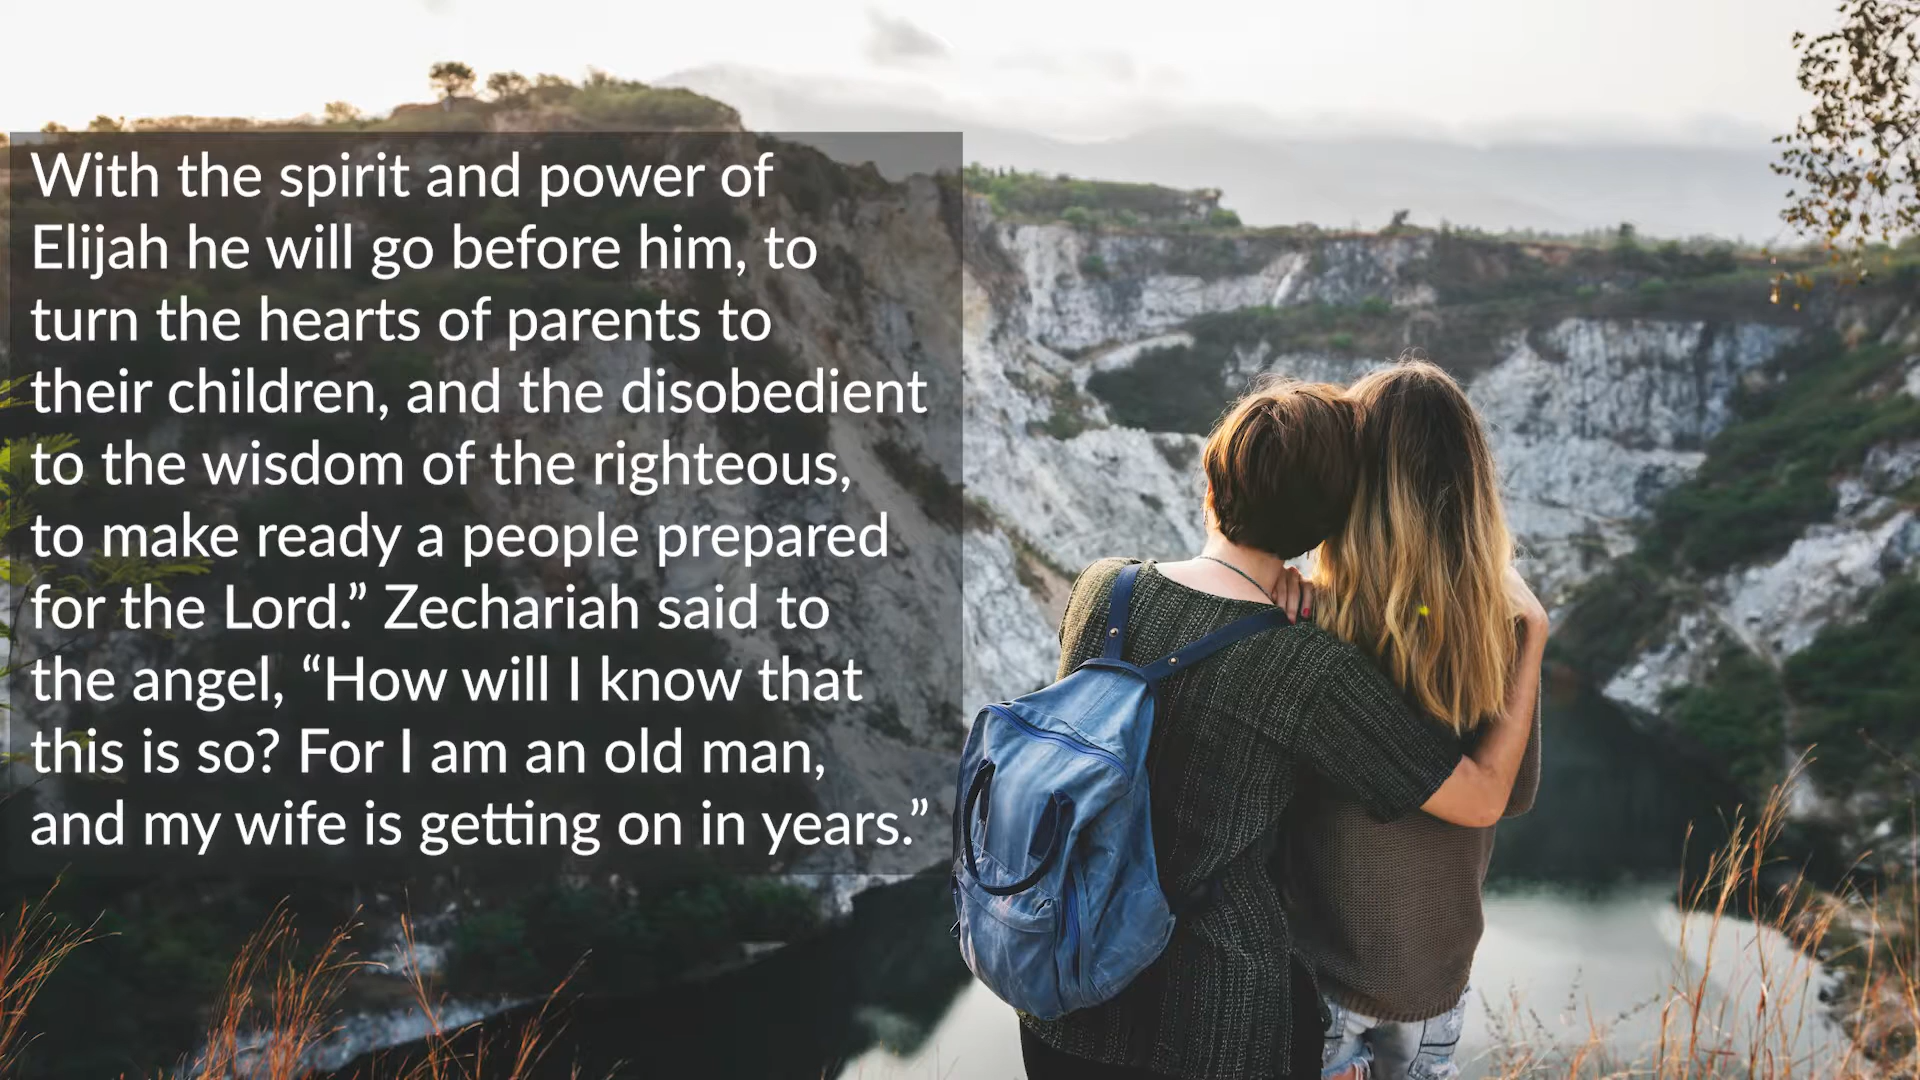 With the spirit and power of
Elijah he will go before him, to
turn the hearts of parents to
their children, and the disobedient
to the wisdom of the righteous,
to make ready a people prepared
for the Lord.” Zechariah said to
the angel, “How will I know that
this is so? For I am an old man,
and my wife is getting on in years.”